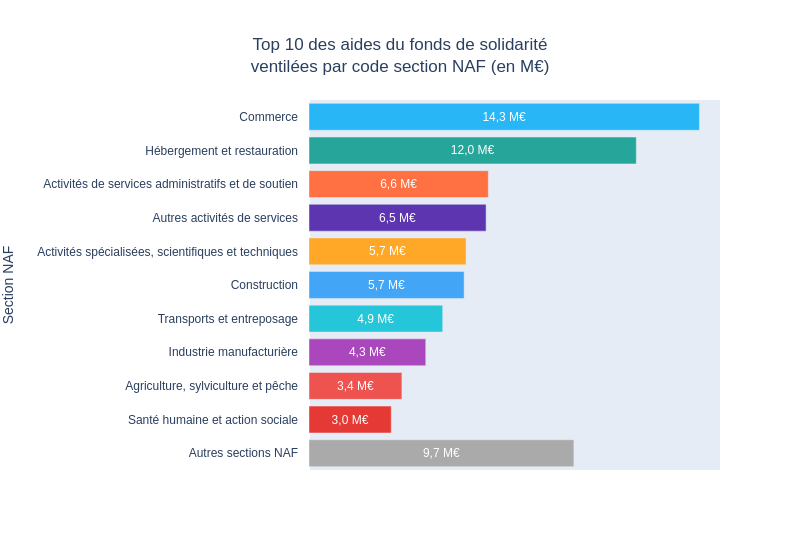 Top 10 des aides du fonds de solidarité
ventilées par code section NAF (en M€)
Section NAF
Commerce 14,3 M€
Hébergement et restauration 12,0 M€
Activités de services administratifs et de soutien 6,6 M€
Autres activités de services 6,5 M€
Activités spécialisées, scientifiques et techniques 5,7 M€
Construction 5,7 M€
Transports et entreposage 4,9 M€
Industrie manufacturière 4,3 M€
Agriculture, sylviculture et pêche 3,4 M€
Santé humaine et action sociale 3,0 M€
Autres sections NAF 9,7 M€